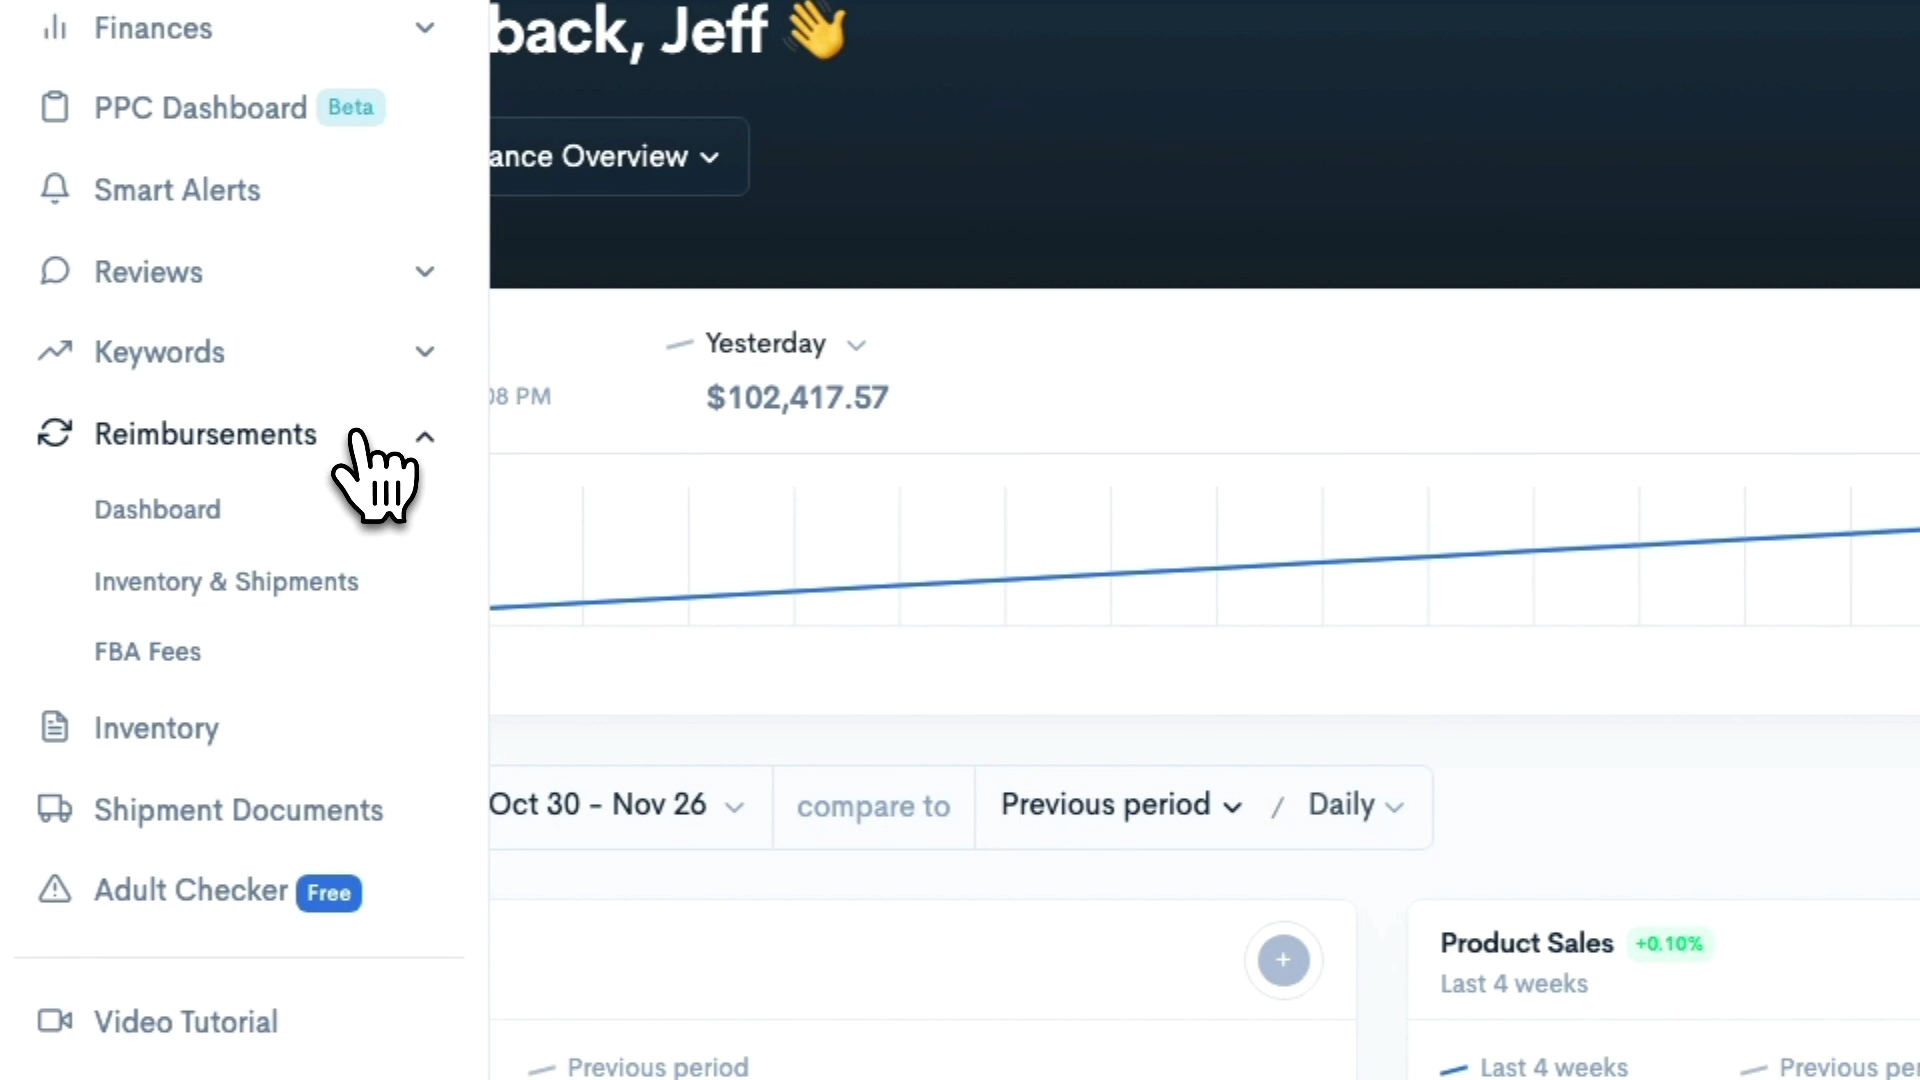 Finances
PPC Dashboard Beta
Smart Alerts
Reviews
Keywords
Reimbursements
Dashboard
Inventory & Shipments
FBA Fees
Inventory
Shipment Documents
Adult Checker Free
Video Tutorial
back, Jeff 👋
ance Overview
Yesterday
08 PM
$102,417.57
Oct 30 - Nov 26
compare to
Previous period / Daily
+
Product Sales +0.10%
Last 4 weeks
Previous period
Last 4 weeks
Previous per